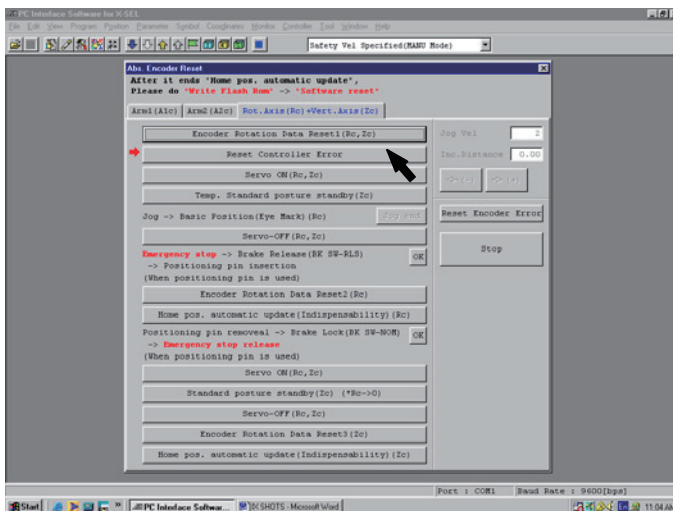 PC Interface Software for X-SEL
File Edit View Program Position Parameter Symbol Coordinates Monitor Controller Tool Window Help
Safety Vel Specified(MANU Mode)
Abs. Encoder Reset
After it ends "Home pos. automatic update",
Please do "Write Flash Rom" -> "Software reset"
Arm1(A1c) Arm2(A2c) Rot.Axis(Rc)+Vert.Axis(Zc)
Encoder Rotation Data Reset1(Rc,Zc)
Reset Controller Error
Servo ON(Rc,Zc)
Temp. Standard posture standby(Zc)
Jog -> Basic Position(Eye Mark)(Rc) Jog end
Servo-OFF(Rc,Zc)
Emergency stop -> Brake Release(BK SW-RLS)
-> Positioning pin insertion
(When positioning pin is used)
OK
Encoder Rotation Data Reset2(Rc)
Home pos. automatic update(Indispensability)(Rc)
Positioning pin removeal -> Brake Lock(BK SW-NOM)
-> Emergency stop release
(When positioning pin is used)
OK
Servo ON(Rc,Zc)
Standard posture standby(Zc) (*Rc->0)
Servo-OFF(Rc,Zc)
Encoder Rotation Data Reset3(Zc)
Home pos. automatic update(Indispensability)(Zc)
Jog Vel 2
Inc.Distance 0.00
Reset Encoder Error
Stop
Port : COM1 Baud Rate : 9600[bps]
Start PC Interface Softwar... IX SHOTS - Microsoft Word 11:04 AM